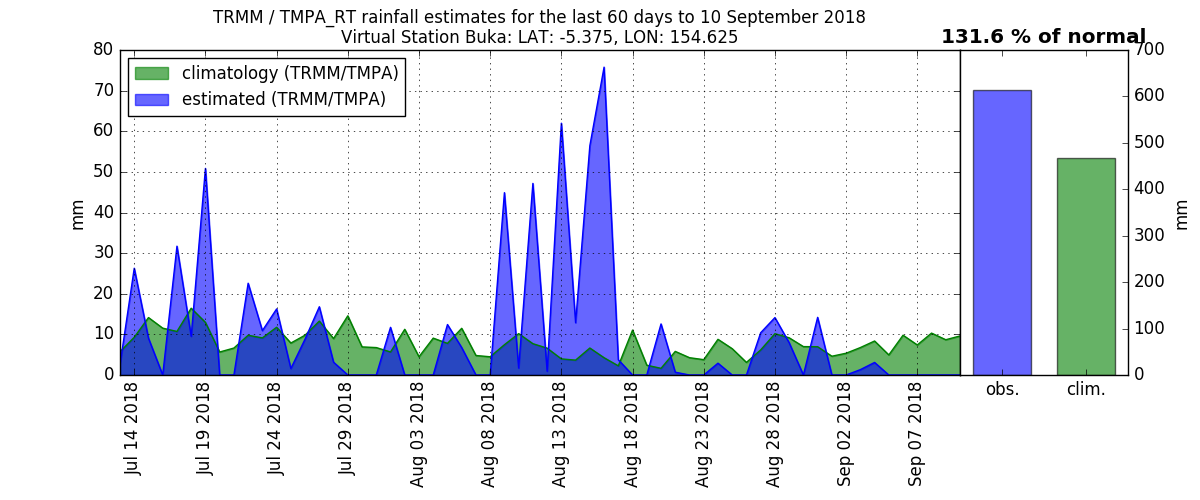 TRMM / TMPA_RT rainfall estimates for the last 60 days to 10 September 2018
Virtual Station Buka: LAT: -5.375, LON: 154.625
131.6 % of normal
climatology (TRMM/TMPA)
estimated (TRMM/TMPA)
80
70
60
50
40
30
20
10
0
mm
Jul 14 2018
Jul 19 2018
Jul 24 2018
Jul 29 2018
Aug 03 2018
Aug 08 2018
Aug 13 2018
Aug 18 2018
Aug 23 2018
Aug 28 2018
Sep 02 2018
Sep 07 2018
obs.
clim.
700
600
500
400
300
200
100
0
mm